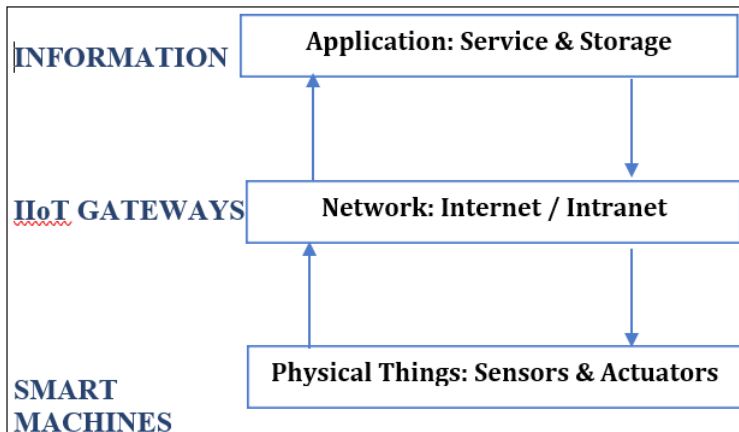 Application: Service & Storage
INFORMATION
IIoT GATEWAYS
Network: Internet / Intranet
Physical Things: Sensors & Actuators
SMART
MACHINES